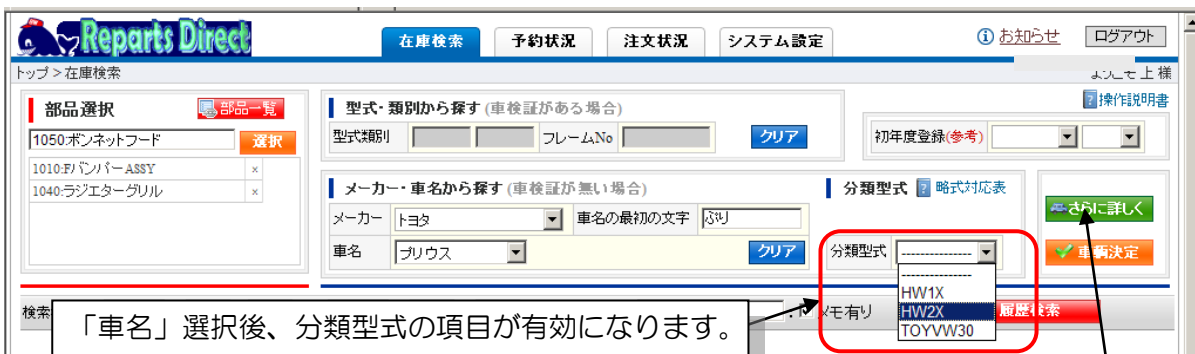 Reparts Direct
在庫検索 予約状況 注文状況 システム設定
お知らせ ログアウト
トップ > 在庫検索
上 様
部品選択 部品一覧
1050:ボンネットフード 選択
1010:Fバンパー ASSY ×
1040:ラジエターグリル ×
型式・類別から探す (車検証がある場合)
型式類別 フレームNo クリア
操作説明書
初年度登録(参考)
メーカー・車名から探す (車検証が無い場合)
メーカー トヨタ 車名の最初の文字 ぷり
車名 プリウス クリア
分類型式 ? 略式対応表
分類型式 ---------------
---------------
HW1X
HW2X
TOYVW30
さらに詳しく
車輌決定
検索
メモ有り
履歴検索
「車名」選択後、分類型式の項目が有効になります。